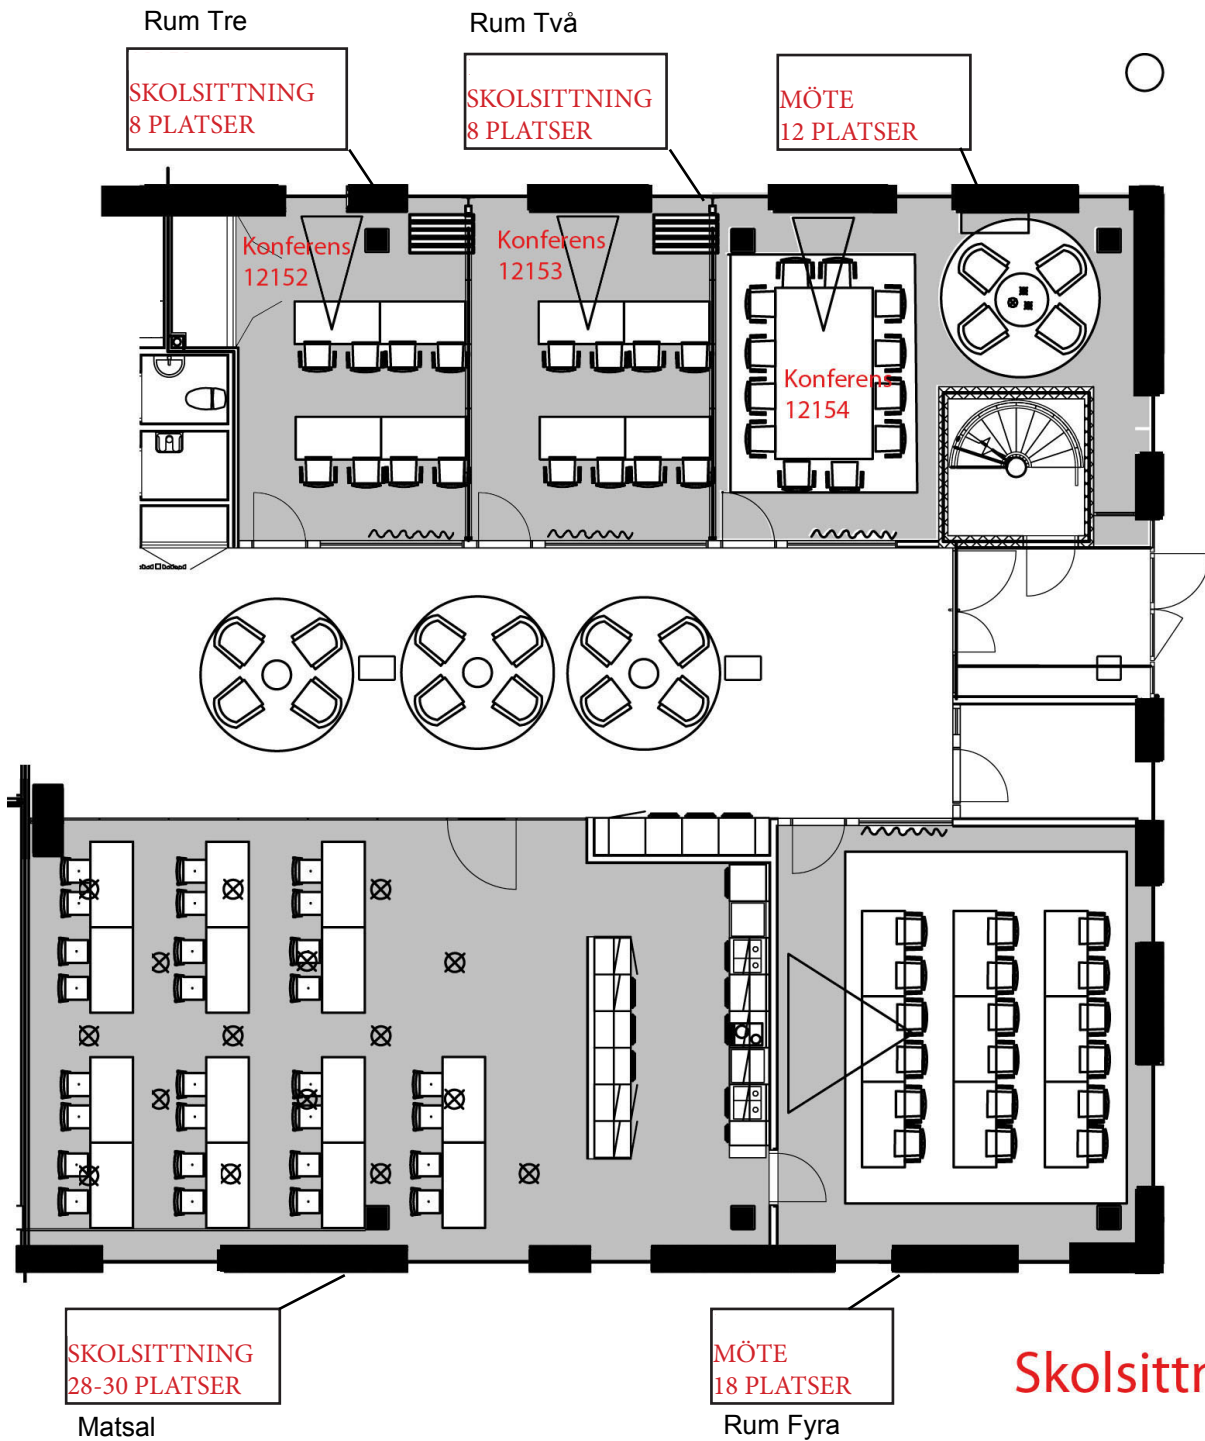 Rum Tre
Rum Två
SKOLSITTNING
8 PLATSER
SKOLSITTNING
8 PLATSER
MÖTE
12 PLATSER
Konferens
12152
Konferens
12153
Konferens
12154
SKOLSITTNING
28-30 PLATSER
MÖTE
18 PLATSER
Skolsittr
Matsal
Rum Fyra